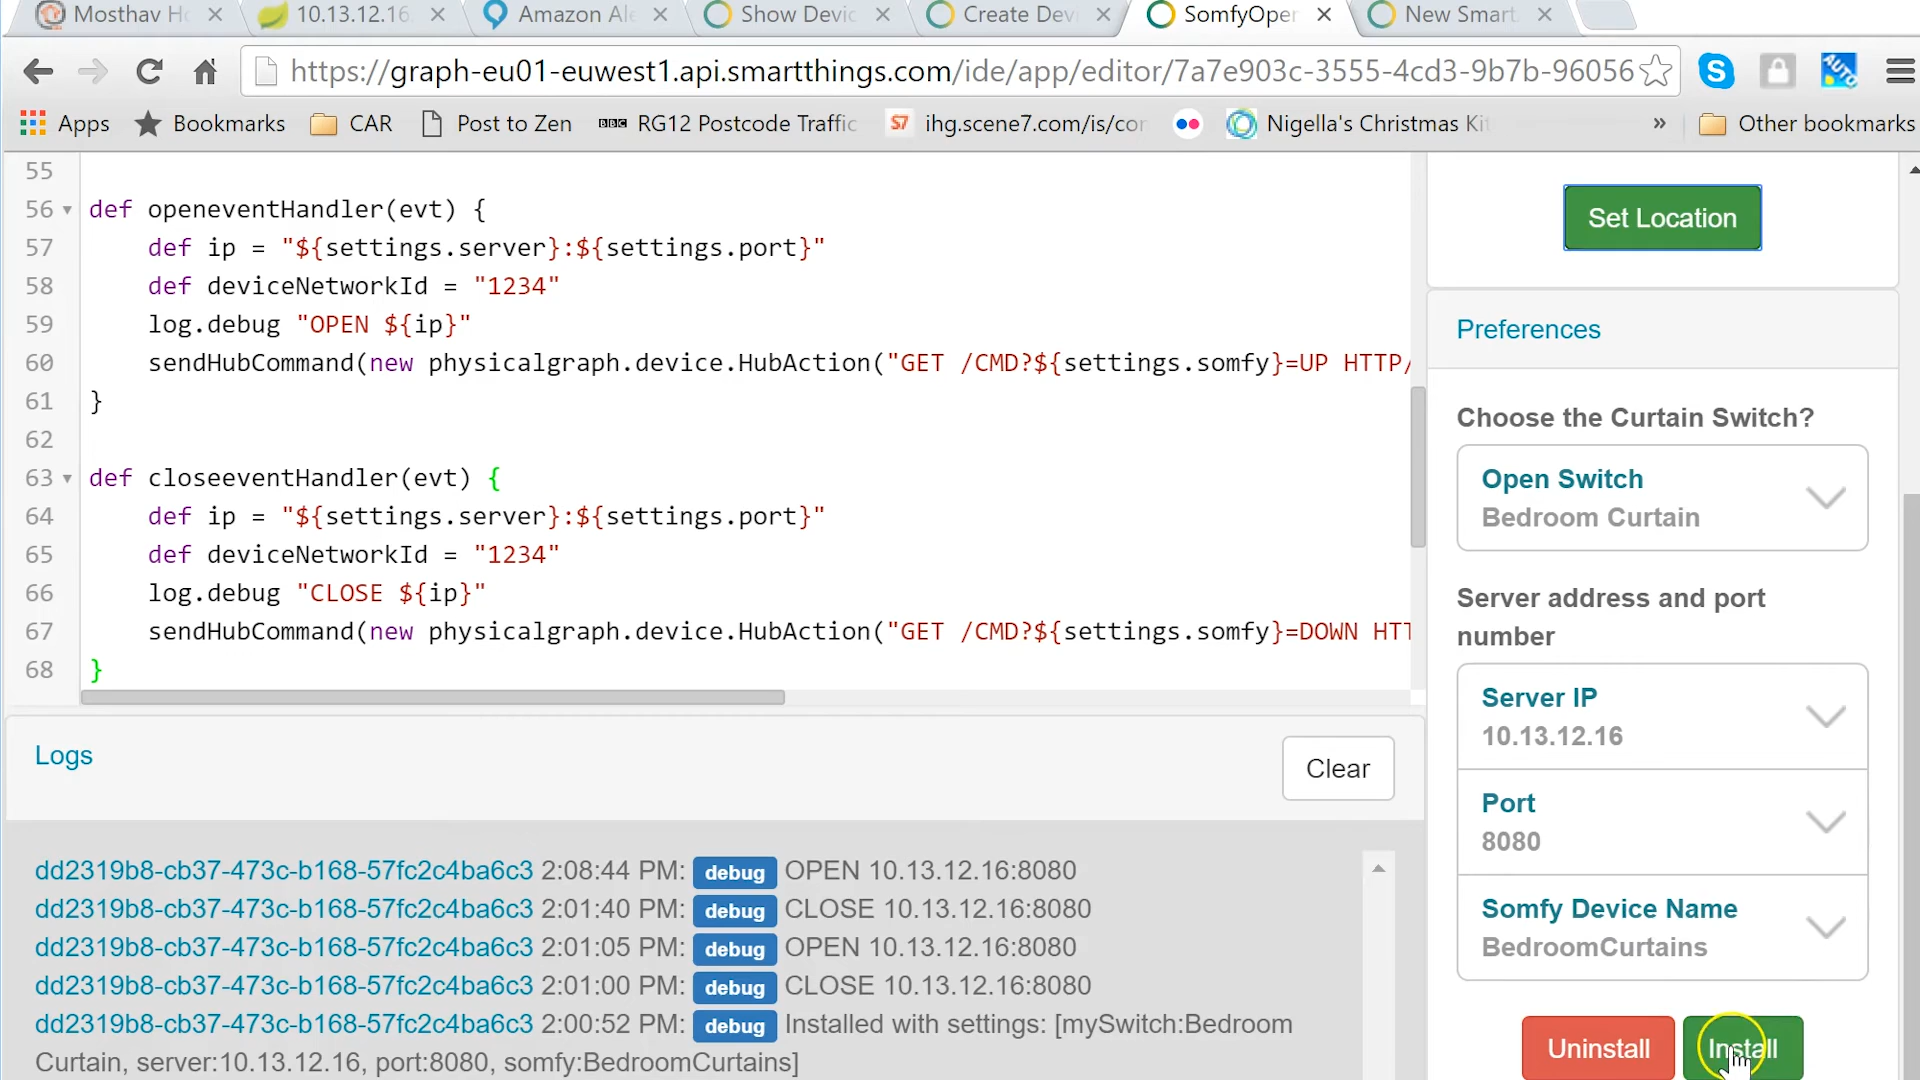 Mosthav H
10.13.12.16
Amazon Ale
Show Devic
Create Dev
SomfyOper
New Smart
https://graph-eu01-euwest1.api.smartthings.com/ide/app/editor/7a7e903c-3555-4cd3-9b7b-96056
S
AUTO
Apps
Bookmarks
CAR
Post to Zen
BBC
RG12 Postcode Traffic
S7
ihg.scene7.com/is/cor
Nigella's Christmas Kit
»
Other bookmarks
55
56 def openeventHandler(evt) {
57 def ip = "${settings.server}:${settings.port}"
58 def deviceNetworkId = "1234"
59 log.debug "OPEN ${ip}"
60 sendHubCommand(new physicalgraph.device.HubAction("GET /CMD?${settings.somfy}=UP HTTP/
61 }
62
63 def closeeventHandler(evt) {
64 def ip = "${settings.server}:${settings.port}"
65 def deviceNetworkId = "1234"
66 log.debug "CLOSE ${ip}"
67 sendHubCommand(new physicalgraph.device.HubAction("GET /CMD?${settings.somfy}=DOWN HTT
68 }
Logs
Clear
dd2319b8-cb37-473c-b168-57fc2c4ba6c3 2:08:44 PM: debug OPEN 10.13.12.16:8080
dd2319b8-cb37-473c-b168-57fc2c4ba6c3 2:01:40 PM: debug CLOSE 10.13.12.16:8080
dd2319b8-cb37-473c-b168-57fc2c4ba6c3 2:01:05 PM: debug OPEN 10.13.12.16:8080
dd2319b8-cb37-473c-b168-57fc2c4ba6c3 2:01:00 PM: debug CLOSE 10.13.12.16:8080
dd2319b8-cb37-473c-b168-57fc2c4ba6c3 2:00:52 PM: debug Installed with settings: [mySwitch:Bedroom
Curtain, server:10.13.12.16, port:8080, somfy:BedroomCurtains]
Set Location
Preferences
Choose the Curtain Switch?
Open Switch
Bedroom Curtain
Server address and port
number
Server IP
10.13.12.16
Port
8080
Somfy Device Name
BedroomCurtains
Uninstall
Install